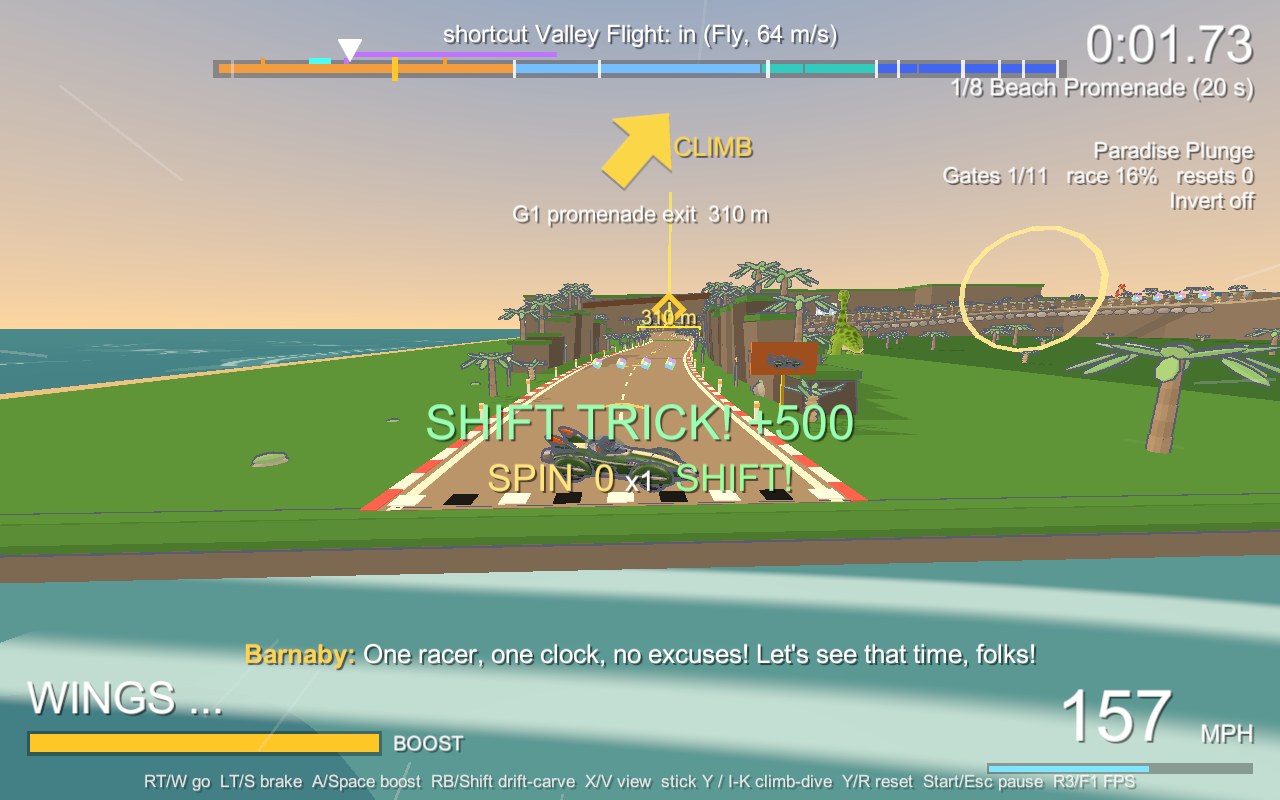 shortcut Valley Flight: in (Fly, 64 m/s)
0:01.73
1/8 Beach Promenade (20 s)
CLIMB
Paradise Plunge
Gates 1/11 race 16% resets 0
Invert off
G1 promenade exit 310 m
310 m
SHIFT TRICK! +500
SPIN 0 x1 SHIFT!
Barnaby: One racer, one clock, no excuses! Let's see that time, folks!
WINGS ...
157 MPH
BOOST
RT/W go LT/S brake A/Space boost RB/Shift drift-carve X/V view stick Y / I-K climb-dive Y/R reset Start/Esc pause R3/F1 FPS